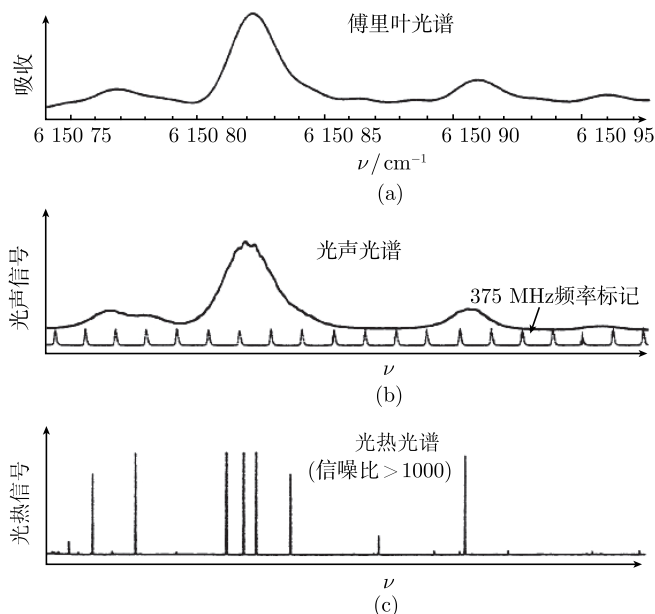 傅里叶光谱
吸收
6 150 75 6 150 80 6 150 85 6 150 90 6 150 95
ν/cm⁻¹
(a)
光声光谱
光声信号
375 MHz频率标记
ν
(b)
光热光谱
(信噪比>1000)
光热信号
ν
(c)